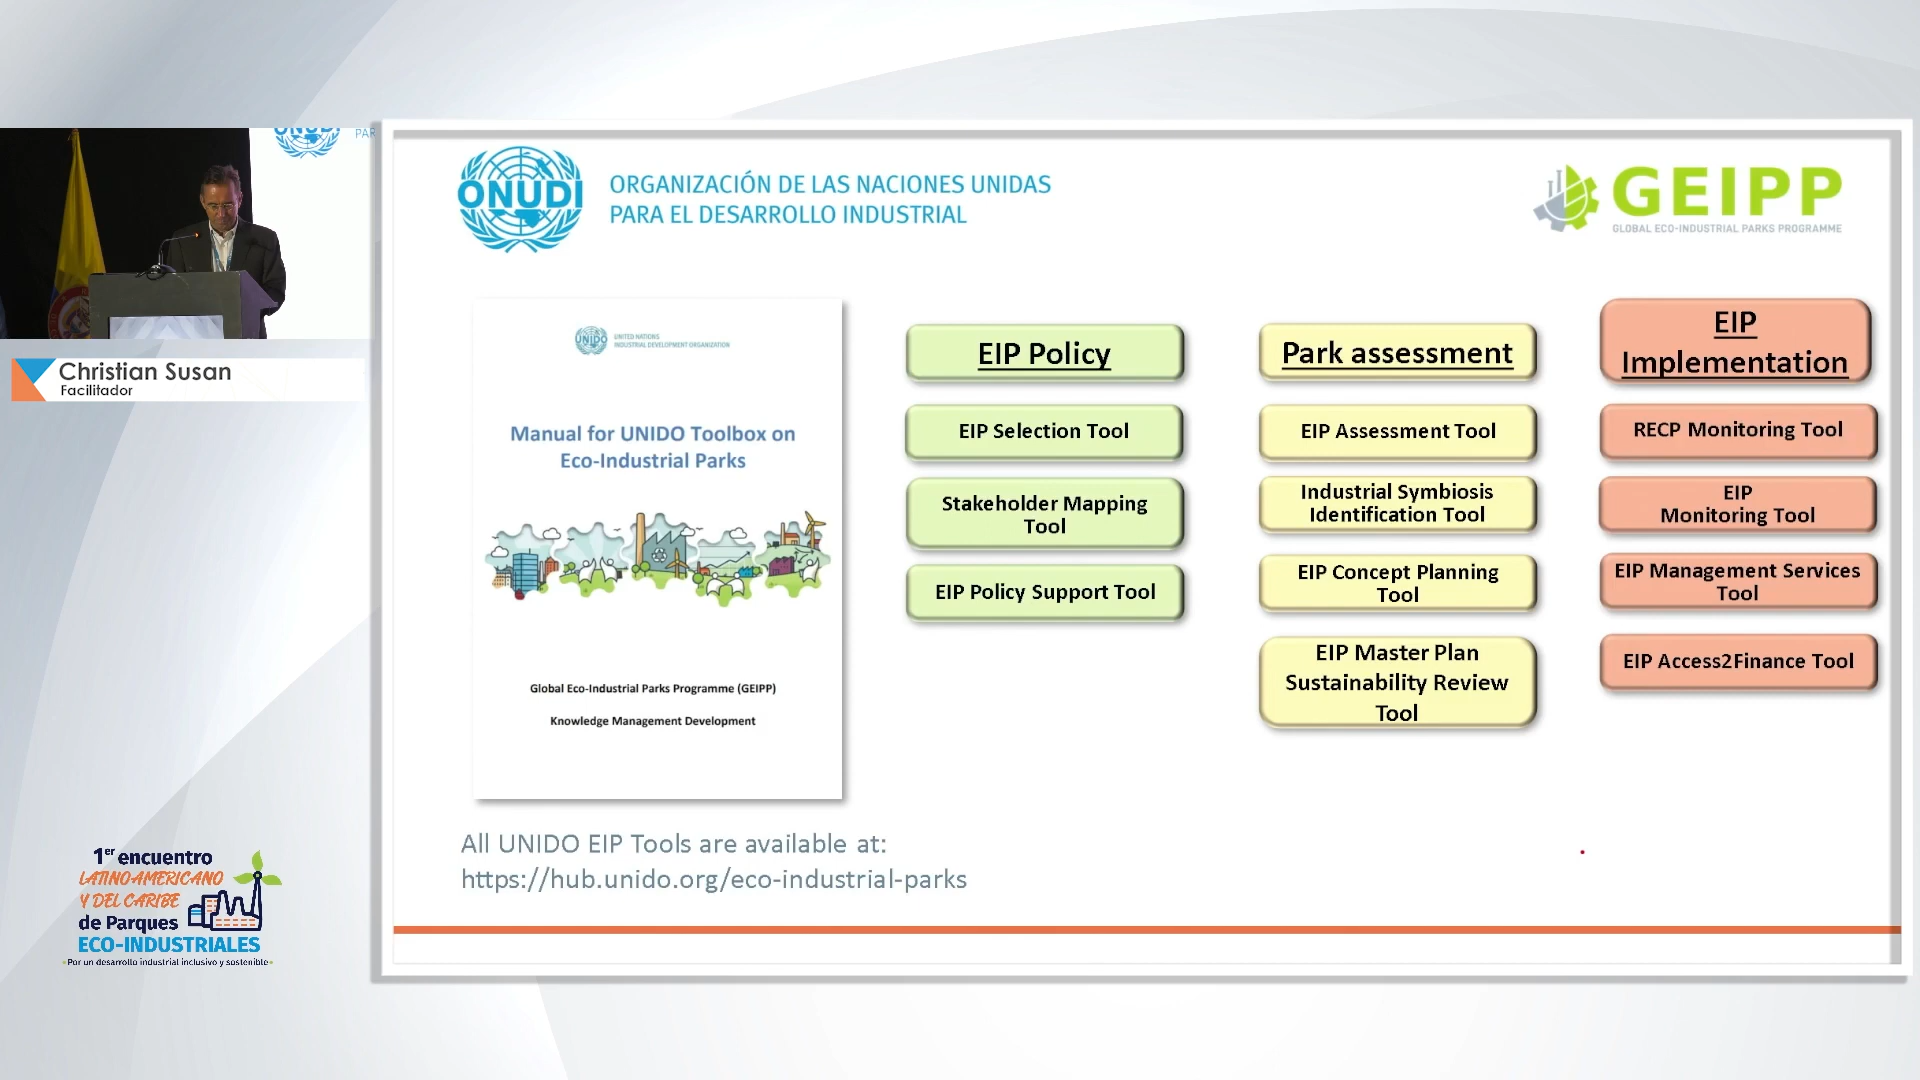 ONUDI
PAR
Christian Susan
Facilitador
1er encuentro
LATINOAMERICANO
Y DEL CARIBE
de Parques
ECO-INDUSTRIALES
•Por un desarrollo industrial inclusivo y sostenible•
ONUDI
ORGANIZACIÓN DE LAS NACIONES UNIDAS
PARA EL DESARROLLO INDUSTRIAL
GEIPP
GLOBAL ECO-INDUSTRIAL PARKS PROGRAMME
UNIDO
UNITED NATIONS
INDUSTRIAL DEVELOPMENT ORGANIZATION
Manual for UNIDO Toolbox on
Eco-Industrial Parks
Global Eco-Industrial Parks Programme (GEIPP)
Knowledge Management Development
EIP Policy
EIP Selection Tool
Stakeholder Mapping
Tool
EIP Policy Support Tool
Park assessment
EIP Assessment Tool
Industrial Symbiosis
Identification Tool
EIP Concept Planning
Tool
EIP Master Plan
Sustainability Review
Tool
EIP
Implementation
RECP Monitoring Tool
EIP
Monitoring Tool
EIP Management Services
Tool
EIP Access2Finance Tool
All UNIDO EIP Tools are available at:
https://hub.unido.org/eco-industrial-parks